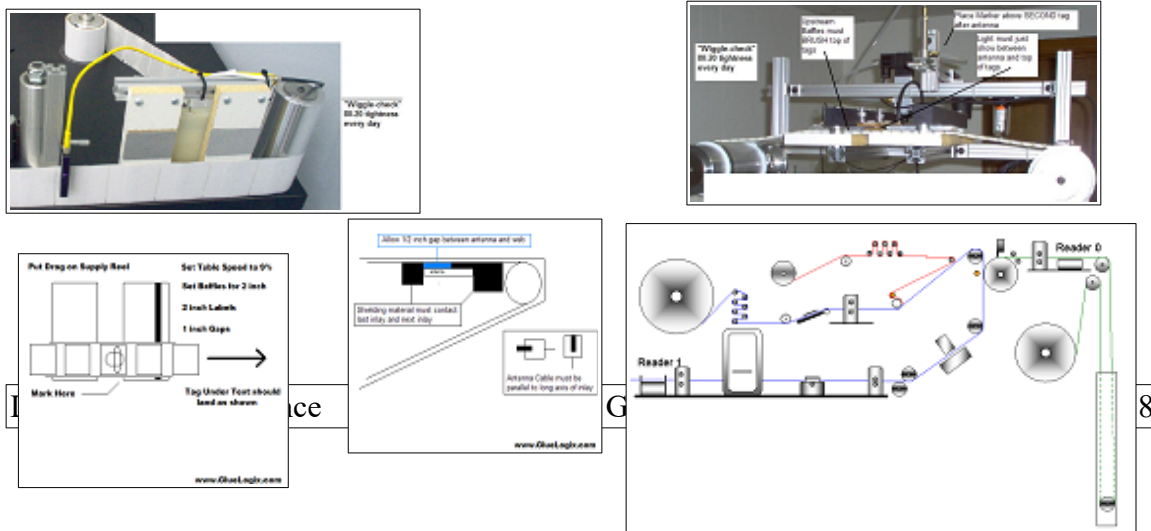 "Wiggle-check"
08.20 tightness
every day
"Wiggle-check"
08.20 tightness
every day
Upstream
Baffles must
BRUSH top of
tags
Place Marker above SECOND tag
after antenna
Light must just
show between
antenna and top
of tags
Put Drag on Supply Reel
Set Table Speed to 9%
Set Baffles for 2 inch
2 inch Labels
1 inch Gaps
Mark Here
Tag Under Test should
land as shown
www.GlueLogix.com
Allow 1/2 inch gap between antenna and web
Shielding material must contact
last inlay and next inlay
Antenna Cable must be
parallel to long axis of inlay
www.GlueLogix.com
Reader 0
Reader 1
nce
G
8